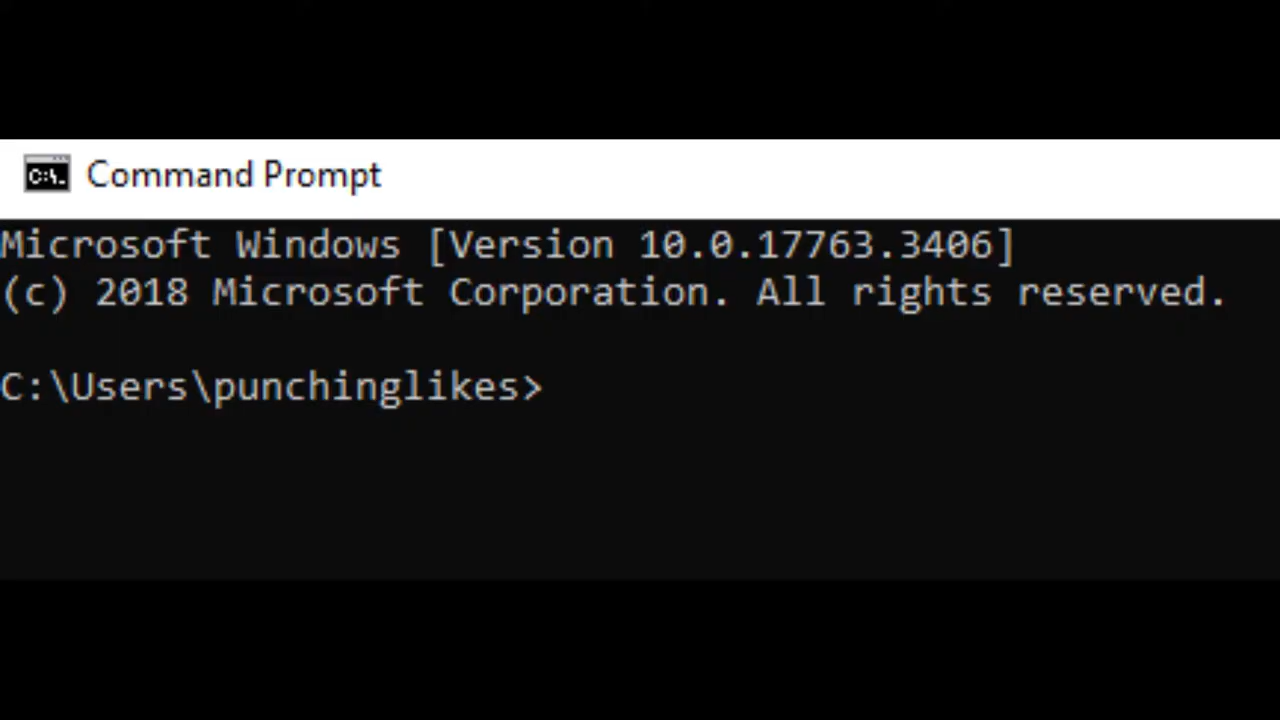 C:\.
Command Prompt
Microsoft Windows [Version 10.0.17763.3406]
(c) 2018 Microsoft Corporation. All rights reserved.
C:\Users\punchinglikes>